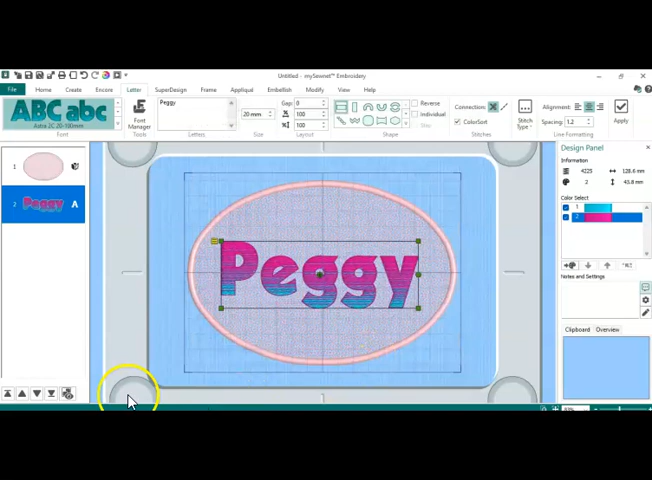 Untitled - mySewnet™ Embroidery
File Home Create Encore Letter SuperDesign Frame Appliqué Embellish Modify View Help
ABC abc
Font Manager
Peggy
20 mm
Gap: 0
100
100
Reverse
Individual
Connection:
ColorSort
Stitch Type
Alignment:
Spacing: 1.2
Apply
Font Tools Letters Size Layout Shape Stitches Line Formatting
1
2 Peggy A
Peggy
Design Panel
Information
4225 128.6 mm
2 43.8 mm
Color Select
1
2
Notes and Settings
Clipboard Overview